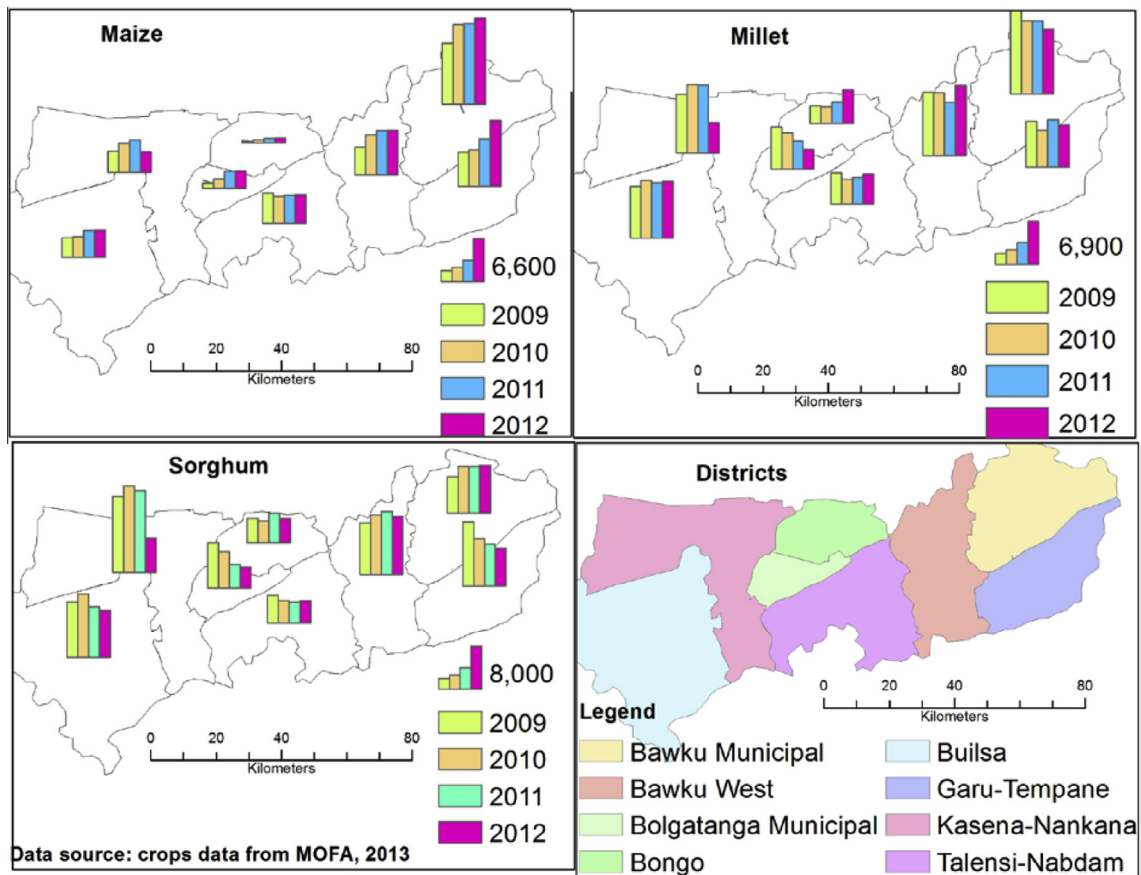 Maize
6,600
2009
2010
2011
2012
0 20 40 80
Kilometers
Millet
6,900
2009
2010
2011
2012
0 20 40 80
Kilometers
Sorghum
8,000
2009
2010
2011
2012
0 20 40 80
Kilometers
Data source: crops data from MOFA, 2013
Districts
0 20 40 80
Kilometers
Legend
Bawku Municipal
Bawku West
Bolgatanga Municipal
Bongo
Builsa
Garu-Tempane
Kasena-Nankana
Talensi-Nabdam